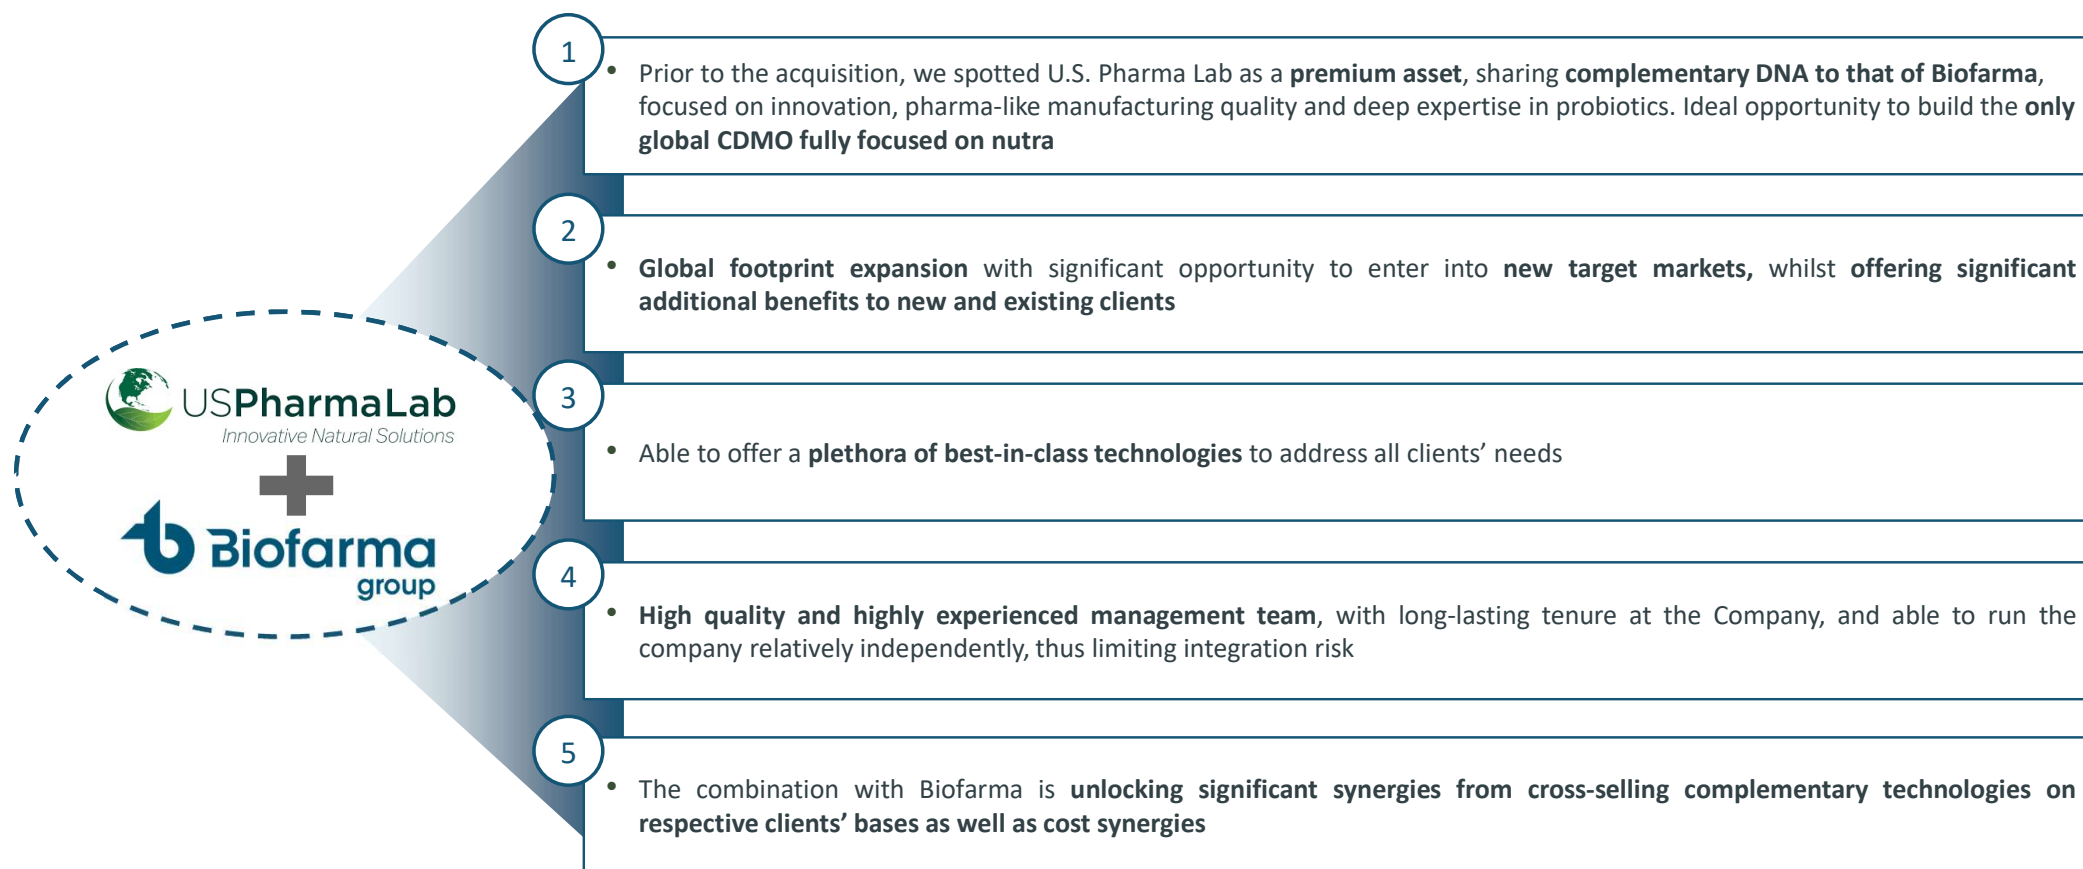 1
• Prior to the acquisition, we spotted U.S. Pharma Lab as a premium asset, sharing complementary DNA to that of Biofarma,
focused on innovation, pharma-like manufacturing quality and deep expertise in probiotics. Ideal opportunity to build the only
global CDMO fully focused on nutra
2
• Global footprint expansion with significant opportunity to enter into new target markets, whilst offering significant
additional benefits to new and existing clients
USPharmaLab
Innovative Natural Solutions
Biofarma
group
3
• Able to offer a plethora of best-in-class technologies to address all clients’ needs
4
• High quality and highly experienced management team, with long-lasting tenure at the Company, and able to run the
company relatively independently, thus limiting integration risk
5
• The combination with Biofarma is unlocking significant synergies from cross-selling complementary technologies on
respective clients’ bases as well as cost synergies